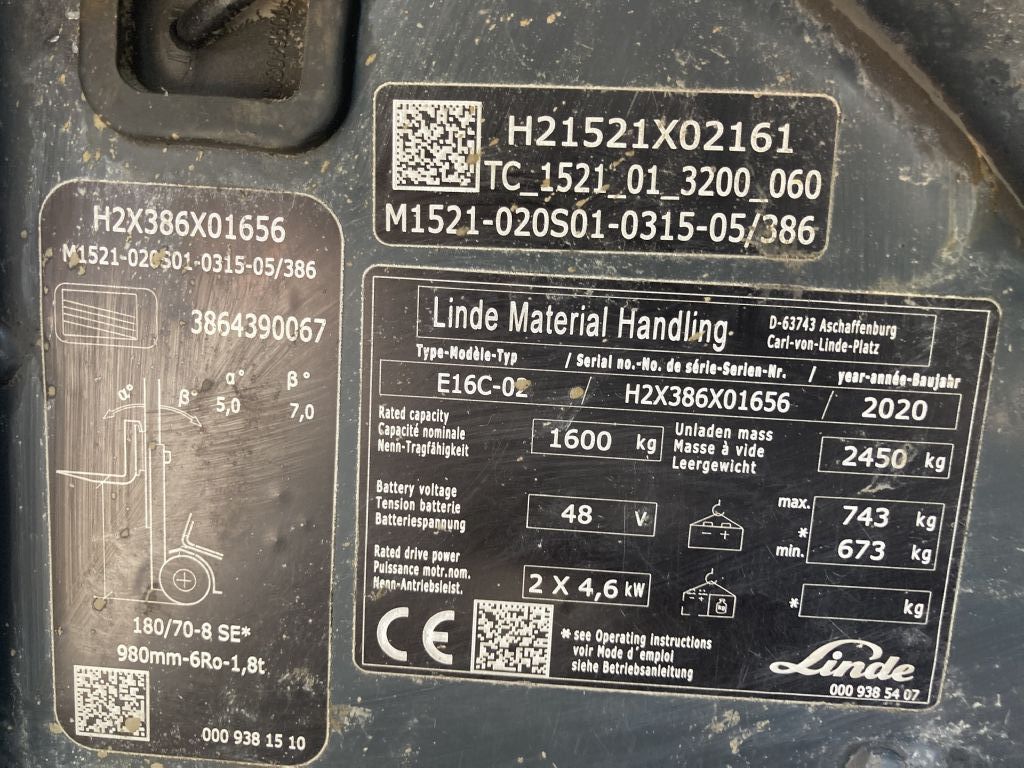 H21521X02161
TC_1521_01_3200_060
M1521-020S01-0315-05/386
H2X386X01656
M1521-020S01-0315-05/386
3864390067
α° β° α° β°
5,0 7,0
180/70-8 SE*
980mm-6Ro-1,8t
000 938 15 10
Linde Material Handling
D-63743 Aschaffenburg
Carl-von-Linde-Platz
Type-Modèle-Typ / Serial no.-No. de série-Serien-Nr. / year-année-Baujahr
E16C-02 / H2X386X01656 / 2020
Rated capacity
Capacité nominale
Nenn-Tragfähigkeit
1600 kg
Unladen mass
Masse à vide
Leergewicht
2450 kg
Battery voltage
Tension batterie
Batteriespannung
48 V
- +
max. 743 kg
*
min. 673 kg
Rated drive power
Puissance motr.nom.
Nenn-Antriebsleist.
2 X 4,6 kW
* kg
CE
* see Operating instructions
voir Mode d'emploi
siehe Betriebsanleitung
Linde
000 938 54 07